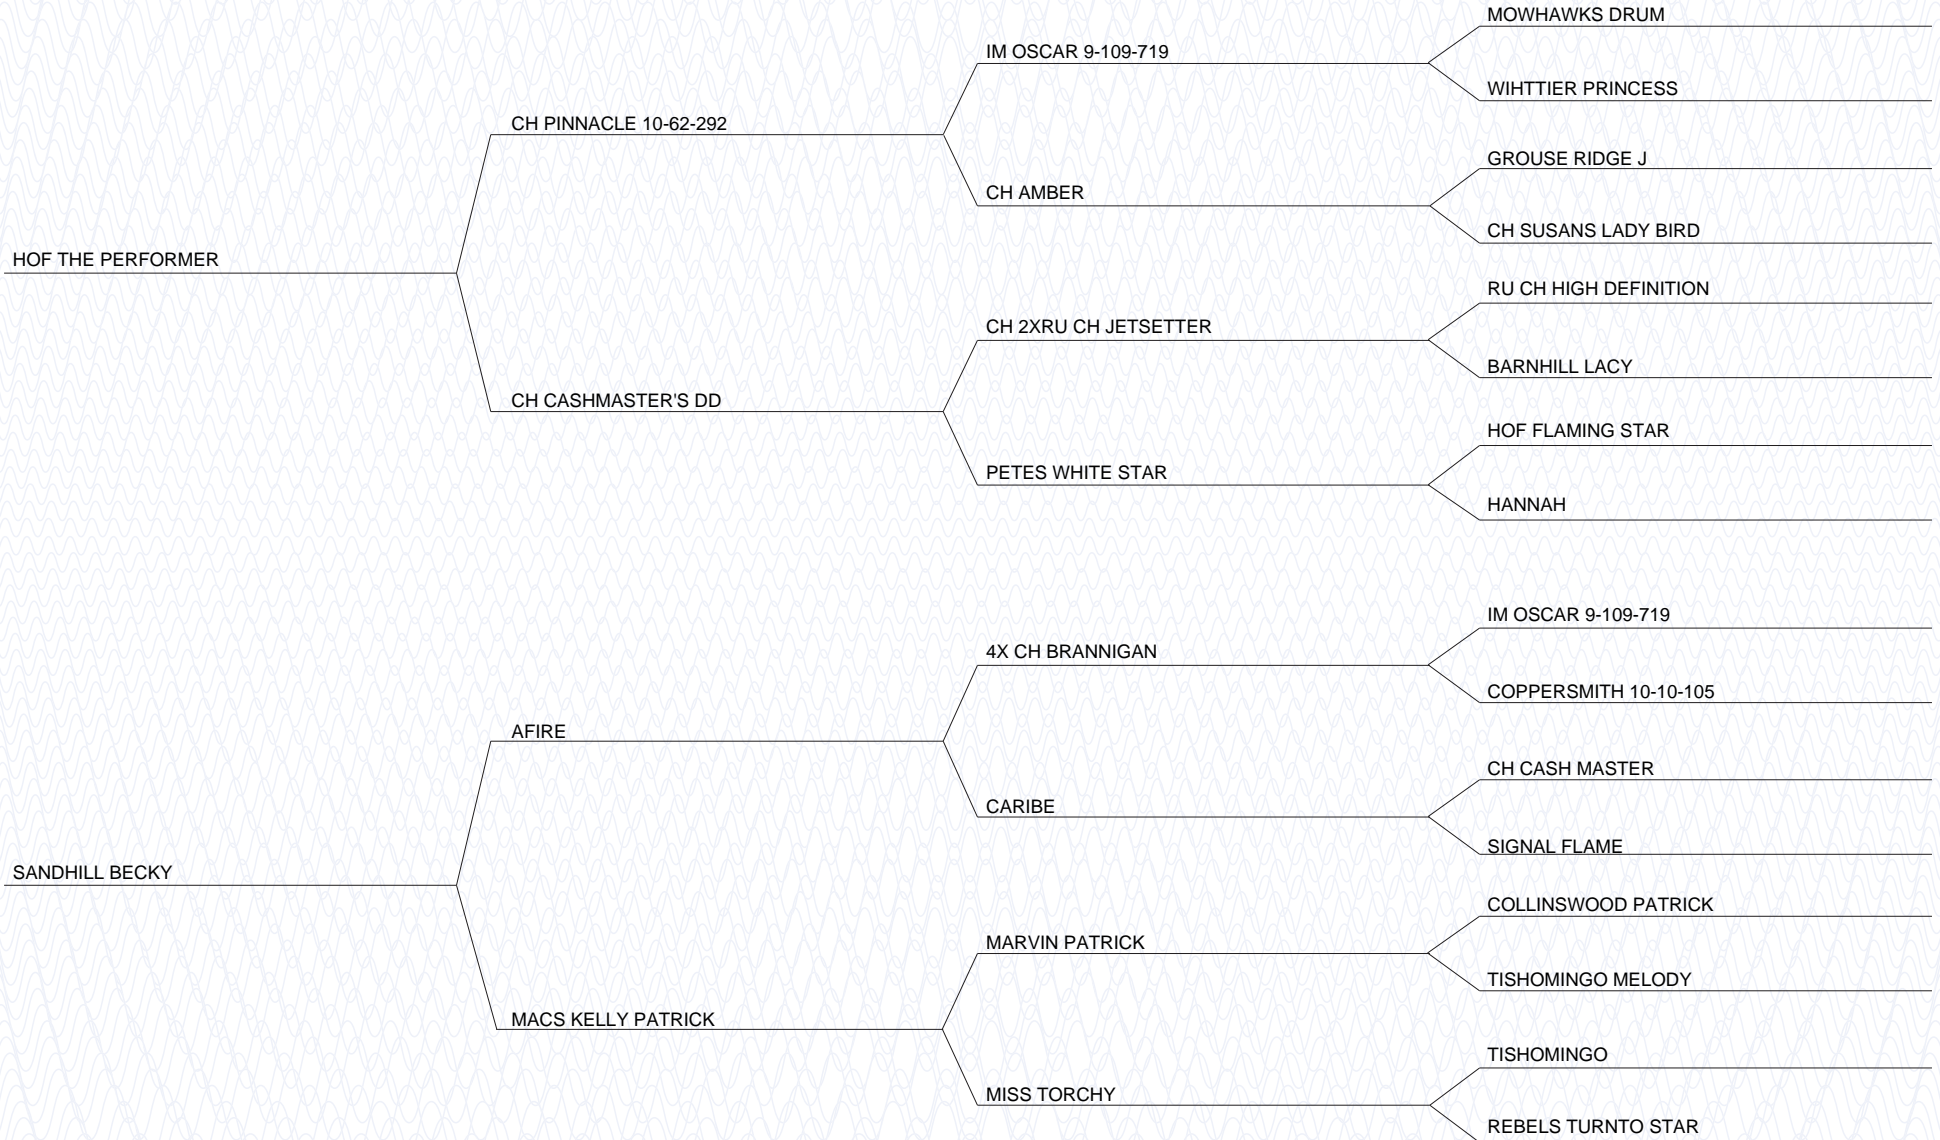 MOWHAWKS DRUM
IM OSCAR 9-109-719
WIHTTIER PRINCESS
CH PINNACLE 10-62-292
GROUSE RIDGE J
CH AMBER
CH SUSANS LADY BIRD
HOF THE PERFORMER
RU CH HIGH DEFINITION
CH 2XRU CH JETSETTER
BARNHILL LACY
CH CASHMASTER'S DD
HOF FLAMING STAR
PETES WHITE STAR
HANNAH
IM OSCAR 9-109-719
4X CH BRANNIGAN
COPPERSMITH 10-10-105
AFIRE
CH CASH MASTER
CARIBE
SIGNAL FLAME
SANDHILL BECKY
COLLINSWOOD PATRICK
MARVIN PATRICK
TISHOMINGO MELODY
MACS KELLY PATRICK
TISHOMINGO
MISS TORCHY
REBELS TURNTO STAR